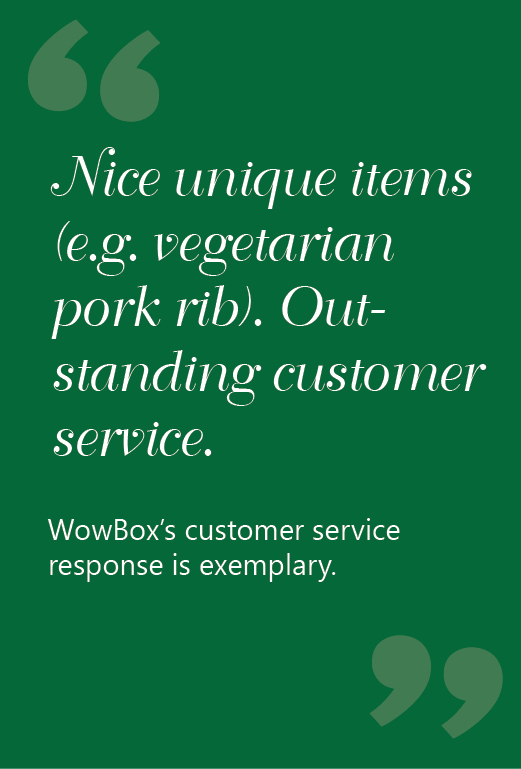 Nice unique items
(e.g. vegetarian
pork rib). Out-
standing customer
service.
WowBox’s customer service
response is exemplary.